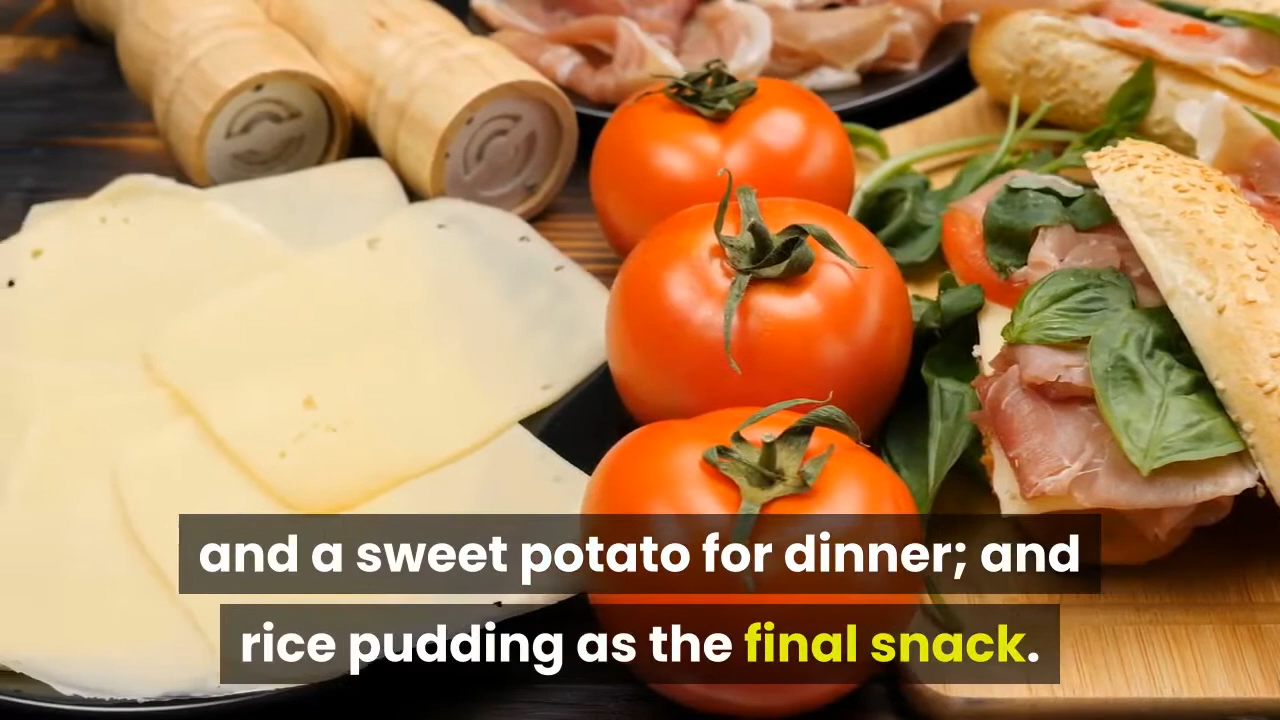 and a sweet potato for dinner; and
rice pudding as the final snack.